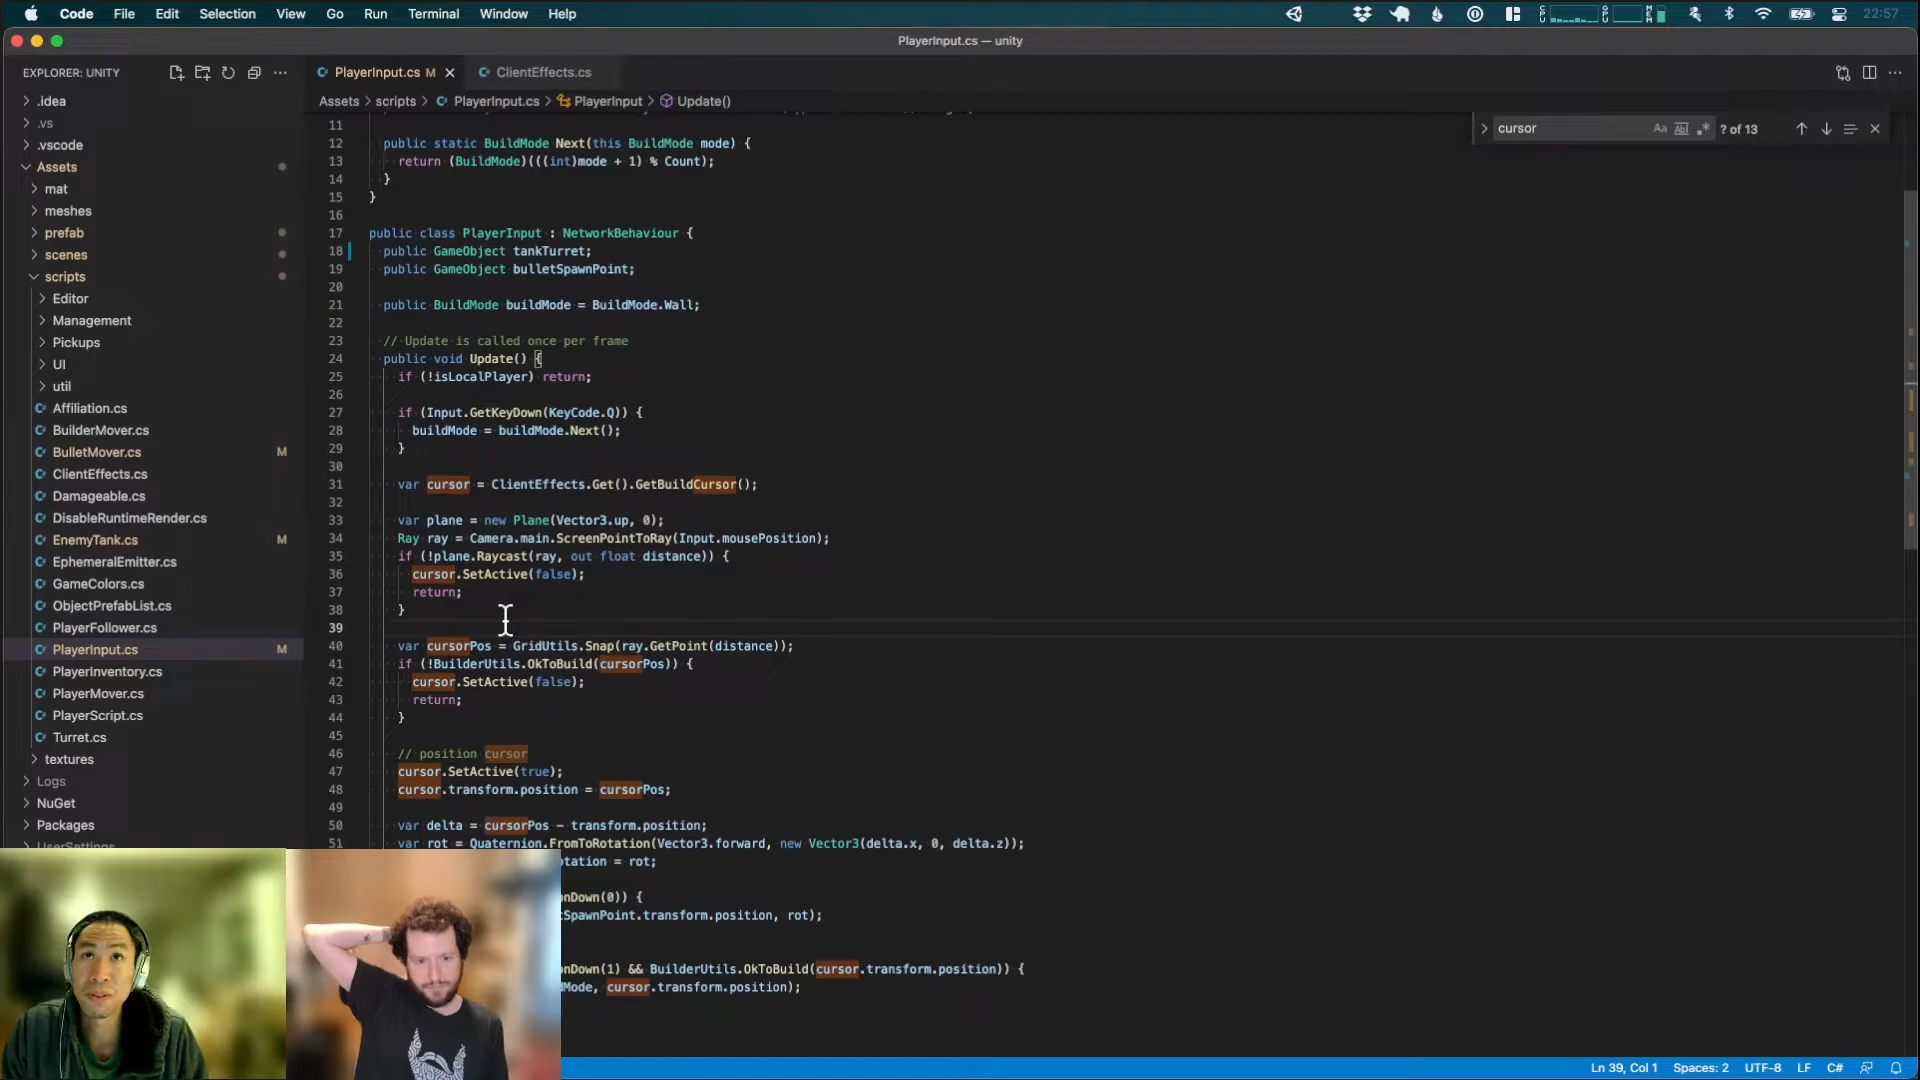 Code File Edit Selection View Go Run Terminal Window Help 22:57
PlayerInput.cs — unity
EXPLORER: UNITY
PlayerInput.cs M
ClientEffects.cs
Assets > scripts > PlayerInput.cs > PlayerInput > Update()
cursor
? of 13
.idea
.vs
.vscode
Assets
mat
meshes
prefab
scenes
scripts
Editor
Management
Pickups
UI
util
Affiliation.cs
BuilderMover.cs
BulletMover.cs M
ClientEffects.cs
Damageable.cs
DisableRuntimeRender.cs
EnemyTank.cs M
EphemeralEmitter.cs
GameColors.cs
ObjectPrefabList.cs
PlayerFollower.cs
PlayerInput.cs M
PlayerInventory.cs
PlayerMover.cs
PlayerScript.cs
Turret.cs
textures
Logs
NuGet
Packages
UserSettings
11
12 public static BuildMode Next(this BuildMode mode) {
13 return (BuildMode)(((int)mode + 1) % Count);
14 }
15 }
16
17 public class PlayerInput : NetworkBehaviour {
18 public GameObject tankTurret;
19 public GameObject bulletSpawnPoint;
20
21 public BuildMode buildMode = BuildMode.Wall;
22
23 // Update is called once per frame
24 public void Update() {
25 if (!isLocalPlayer) return;
26
27 if (Input.GetKeyDown(KeyCode.Q)) {
28 buildMode = buildMode.Next();
29 }
30
31 var cursor = ClientEffects.Get().GetBuildCursor();
32
33 var plane = new Plane(Vector3.up, 0);
34 Ray ray = Camera.main.ScreenPointToRay(Input.mousePosition);
35 if (!plane.Raycast(ray, out float distance)) {
36 cursor.SetActive(false);
37 return;
38 }
39
40 var cursorPos = GridUtils.Snap(ray.GetPoint(distance));
41 if (!BuilderUtils.OkToBuild(cursorPos)) {
42 cursor.SetActive(false);
43 return;
44 }
45
46 // position cursor
47 cursor.SetActive(true);
48 cursor.transform.position = cursorPos;
49
50 var delta = cursorPos - transform.position;
51 var rot = Quaternion.FromToRotation(Vector3.forward, new Vector3(delta.x, 0, delta.z));
otation = rot;
onDown(0)) {
tSpawnPoint.transform.position, rot);
onDown(1) && BuilderUtils.OkToBuild(cursor.transform.position)) {
dMode, cursor.transform.position);
Ln 39, Col 1 Spaces: 2 UTF-8 LF C#